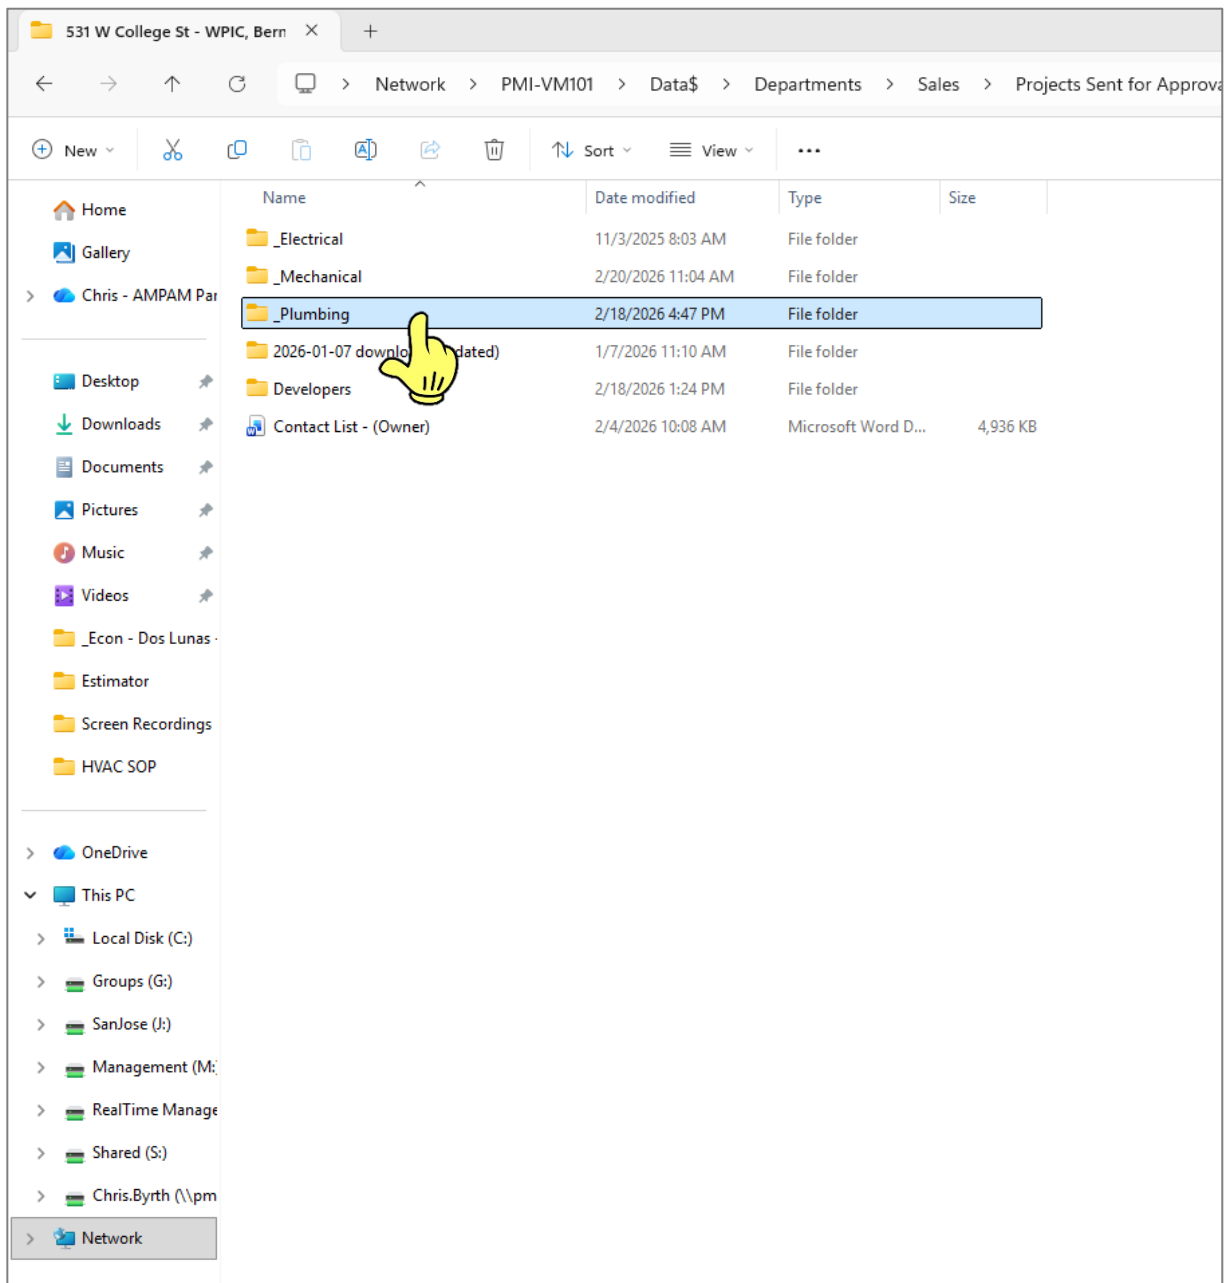 531 W College St - WPIC, Bern
Network > PMI-VM101 > Data$ > Departments > Sales > Projects Sent for Approva
New Sort View ...
Name Date modified Type Size
_Electrical 11/3/2025 8:03 AM File folder
_Mechanical 2/20/2026 11:04 AM File folder
_Plumbing 2/18/2026 4:47 PM File folder
2026-01-07 downlo dated) 1/7/2026 11:10 AM File folder
Developers 2/18/2026 1:24 PM File folder
Contact List - (Owner) 2/4/2026 10:08 AM Microsoft Word D... 4,936 KB
Home
Gallery
Chris - AMPAM Par
Desktop
Downloads
Documents
Pictures
Music
Videos
_Econ - Dos Lunas -
Estimator
Screen Recordings
HVAC SOP
OneDrive
This PC
Local Disk (C:)
Groups (G:)
SanJose (J:)
Management (M:)
RealTime Manage
Shared (S:)
Chris.Byrth (\\pm
Network